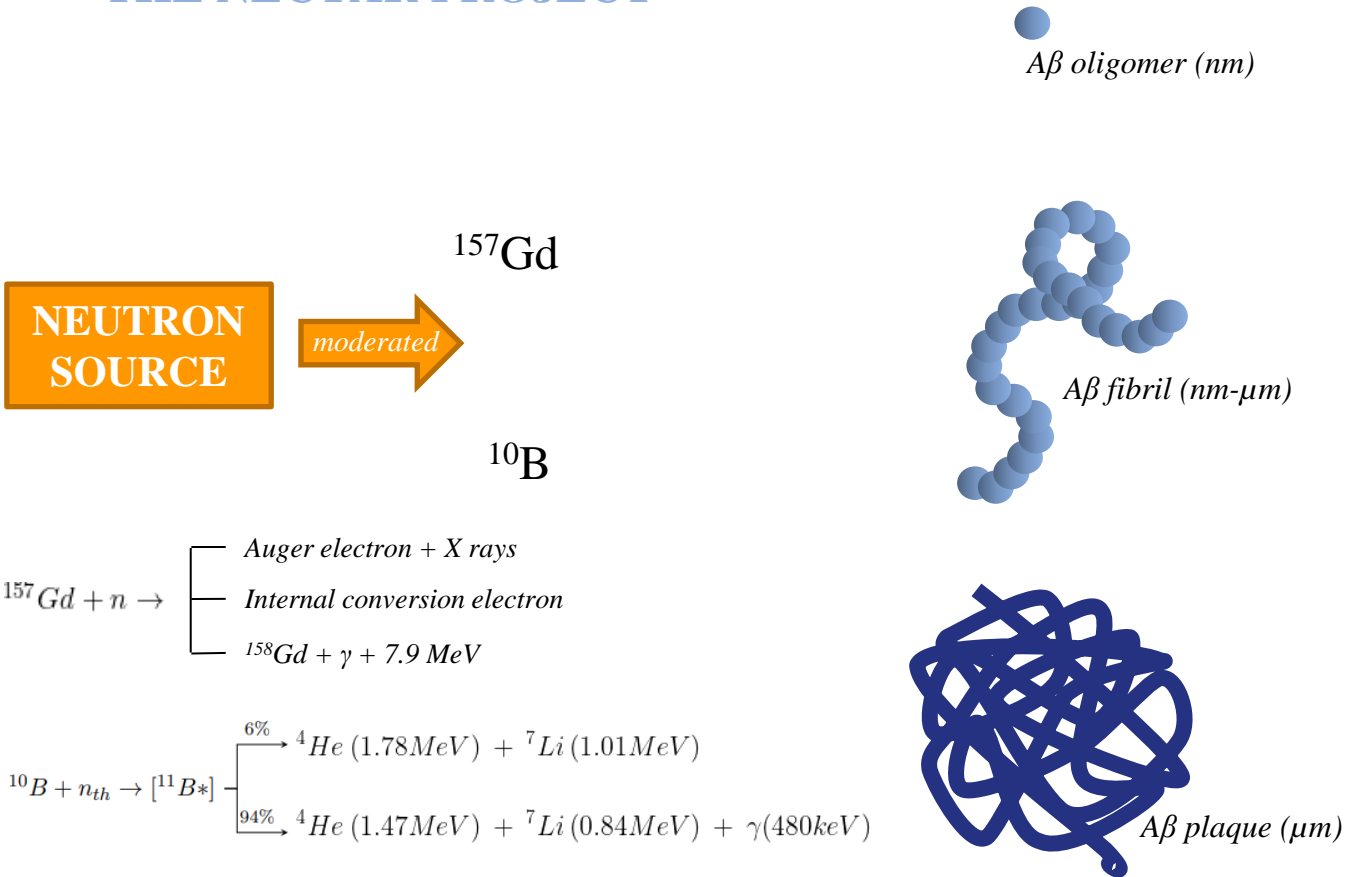 Aβ oligomer (nm)
¹⁵⁷Gd
NEUTRON
SOURCE
moderated
Aβ fibril (nm-μm)
¹⁰B
Auger electron + X rays
¹⁵⁷Gd + n →
Internal conversion electron
¹⁵⁸Gd + γ + 7.9 MeV
6%
⁴He (1.78MeV) + ⁷Li (1.01MeV)
¹⁰B + nₜₕ → [¹¹B*]
94%
⁴He (1.47MeV) + ⁷Li (0.84MeV) + γ(480keV)
Aβ plaque (μm)